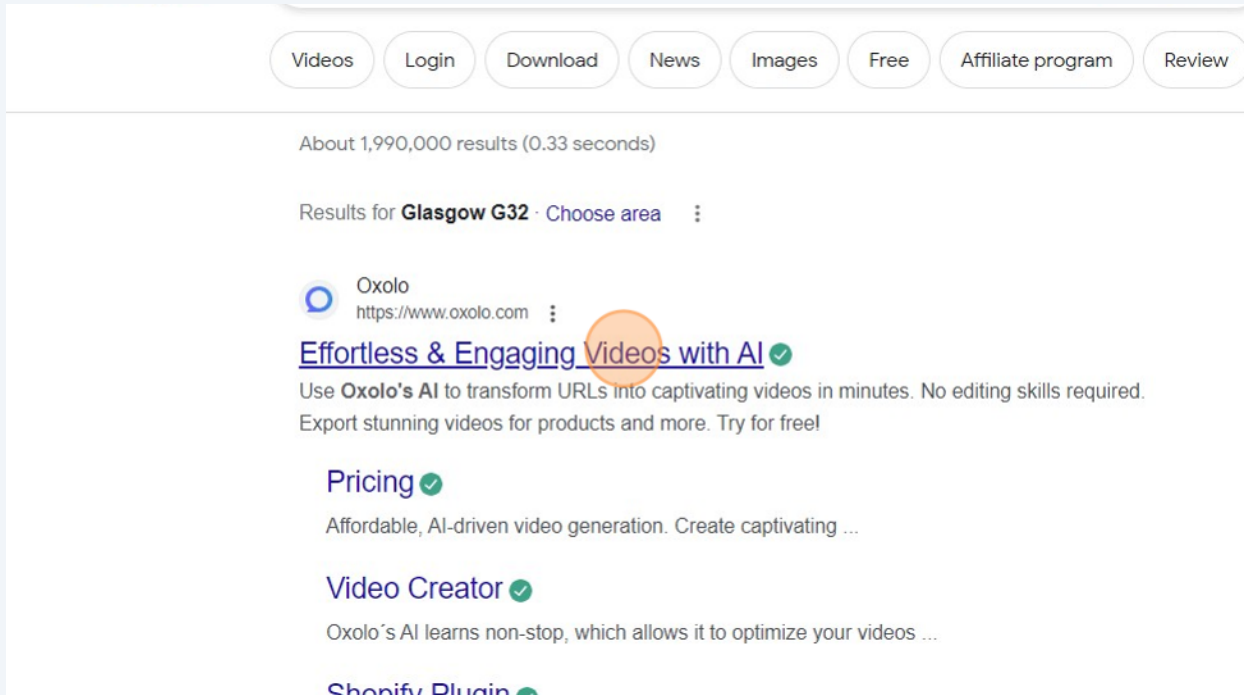 Videos Login Download News Images Free Affiliate program Review
About 1,990,000 results (0.33 seconds)
Results for Glasgow G32 · Choose area
Oxolo
https://www.oxolo.com
Effortless & Engaging Videos with AI
Use Oxolo's AI to transform URLs into captivating videos in minutes. No editing skills required.
Export stunning videos for products and more. Try for free!
Pricing
Affordable, AI-driven video generation. Create captivating ...
Video Creator
Oxolo´s AI learns non-stop, which allows it to optimize your videos ...
Shopify Plugin